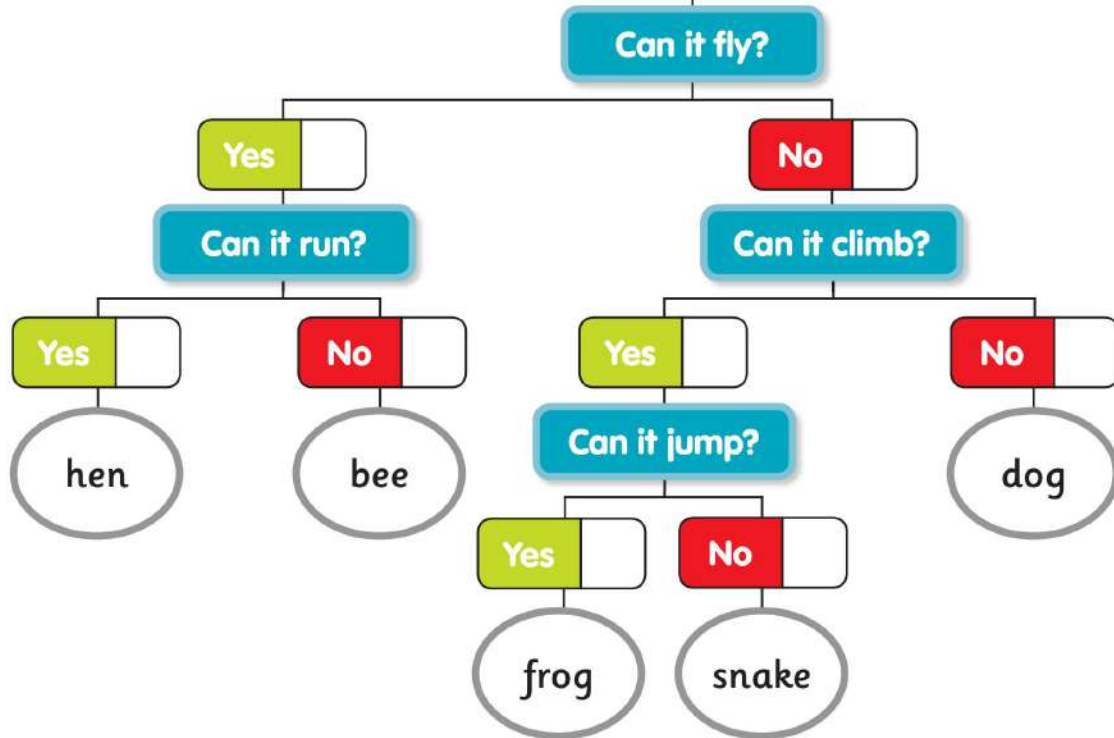 Can it fly?
Yes
No
Can it run?
Can it climb?
Yes
No
Yes
No
hen
bee
Can it jump?
dog
Yes
No
frog
snake